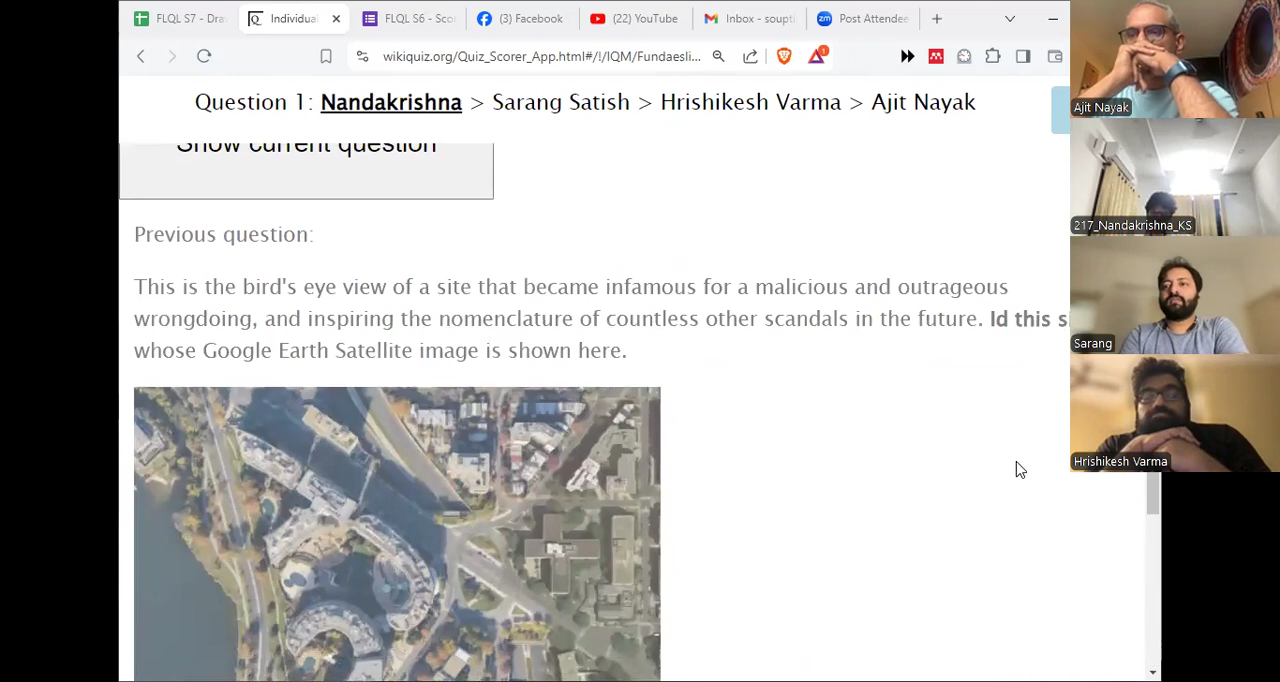 FLQL S7 - Dra
Individual
FLQL S6 - Sco
(3) Facebook
(22) YouTube
Inbox - soupti
zm Post Attendee
wikiquiz.org/Quiz_Scorer_App.html#/!/IQM/Fundaesli...
1
Question 1: Nandakrishna > Sarang Satish > Hrishikesh Varma > Ajit Nayak
Show current question
Previous question:
This is the bird's eye view of a site that became infamous for a malicious and outrageous
wrongdoing, and inspiring the nomenclature of countless other scandals in the future. Id this si
whose Google Earth Satellite image is shown here.
Ajit Nayak
217_Nandakrishna_KS
Sarang
Hrishikesh Varma